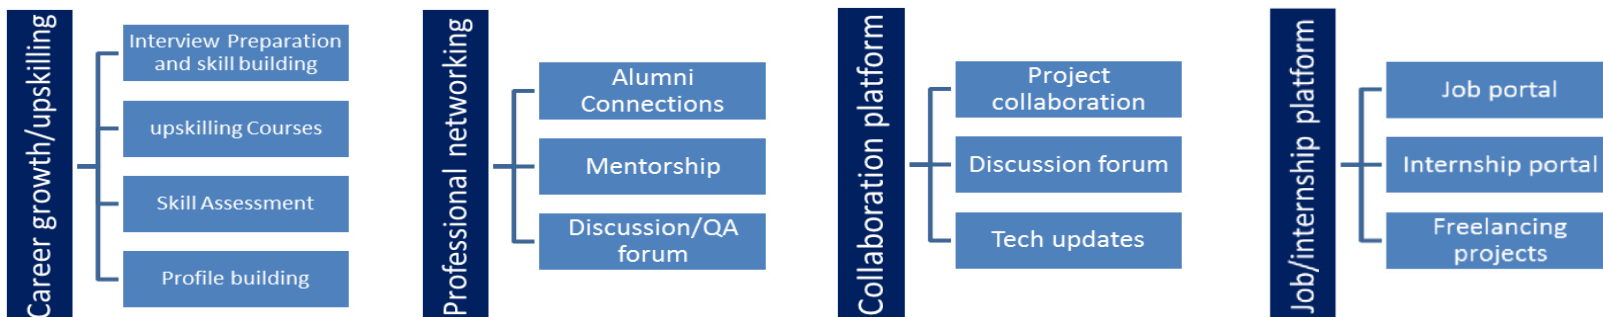 Career growth/upskilling
Interview Preparation
and skill building
upskilling Courses
Skill Assessment
Profile building
Professional networking
Alumni
Connections
Mentorship
Discussion/QA
forum
Collaboration platform
Project
collaboration
Discussion forum
Tech updates
Job/internship platform
Job portal
Internship portal
Freelancing
projects